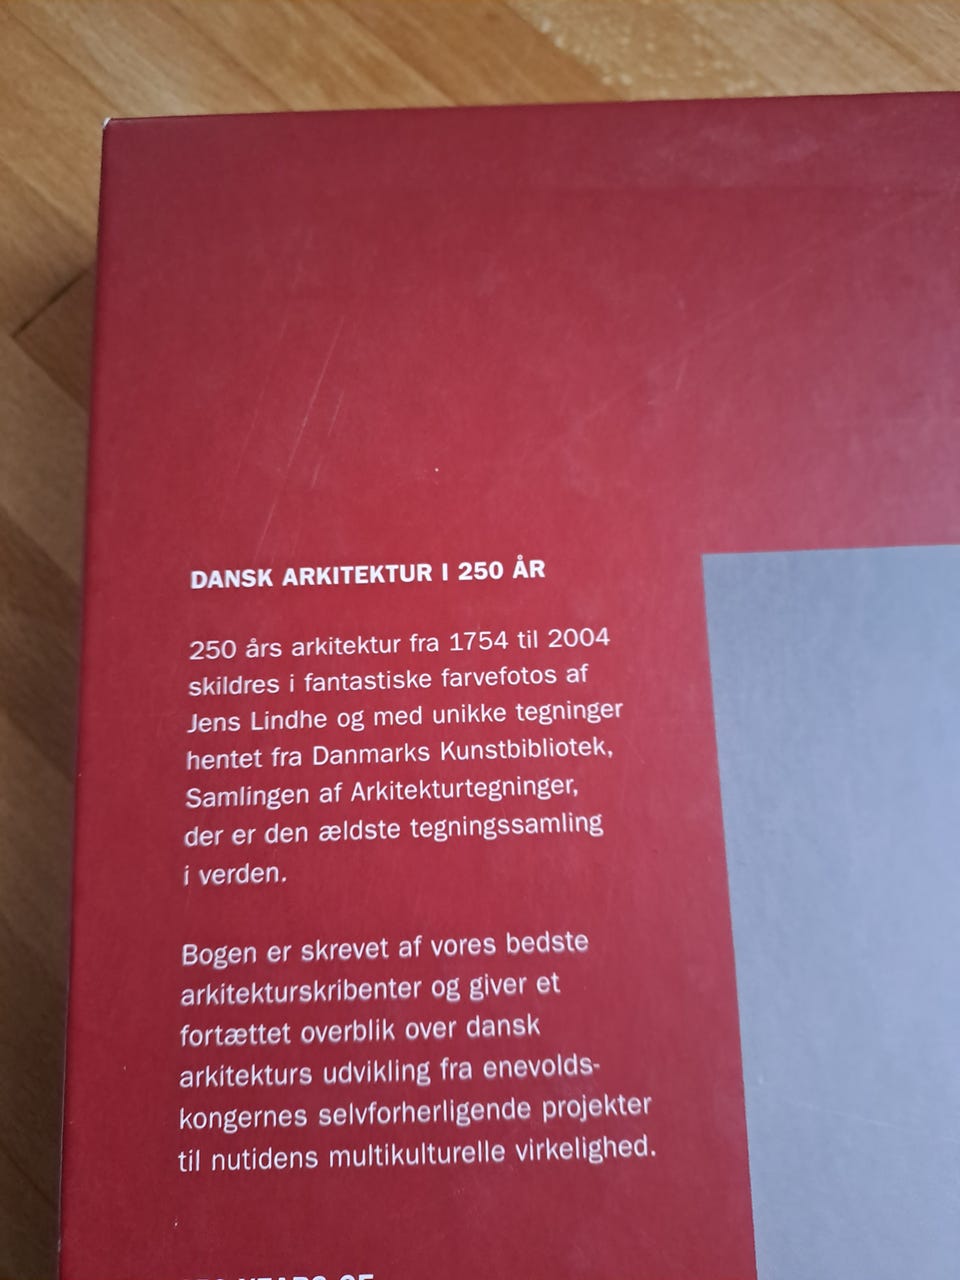 DANSK ARKITEKTUR I 250 ÅR
250 års arkitektur fra 1754 til 2004
skildres i fantastiske farvefotos af
Jens Lindhe og med unikke tegninger
hentet fra Danmarks Kunstbibliotek,
Samlingen af Arkitekturtegninger,
der er den ældste tegningssamling
i verden.
Bogen er skrevet af vores bedste
arkitekturskribenter og giver et
fortættet overblik over dansk
arkitekturs udvikling fra enevolds-
kongernes selvforherligende projekter
til nutidens multikulturelle virkelighed.
250 YEARS OF